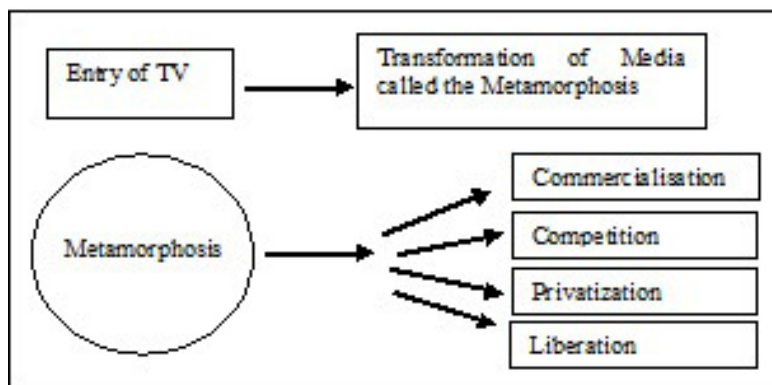 Entry of TV
Transformation of Media
called the Metamorphosis
Metamorphosis
Commercialisation
Competition
Privatization
Liberation